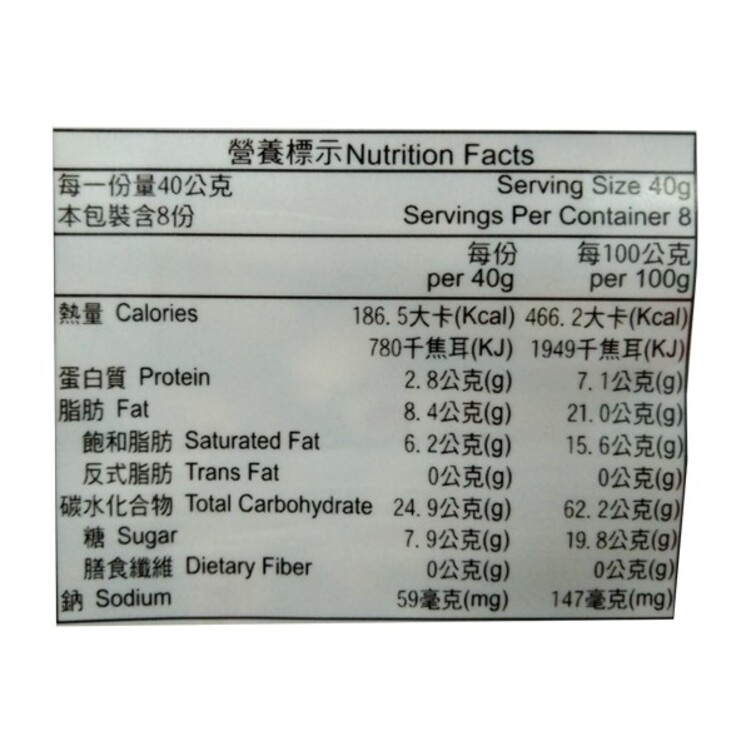 營養標示Nutrition Facts
每一份量40公克 Serving Size 40g
本包裝含8份 Servings Per Container 8
每份 每100公克
per 40g per 100g
熱量 Calories 186.5大卡(Kcal) 466.2大卡(Kcal)
780千焦耳(KJ) 1949千焦耳(KJ)
蛋白質 Protein 2.8公克(g) 7.1公克(g)
脂肪 Fat 8.4公克(g) 21.0公克(g)
飽和脂肪 Saturated Fat 6.2公克(g) 15.6公克(g)
反式脂肪 Trans Fat 0公克(g) 0公克(g)
碳水化合物 Total Carbohydrate 24.9公克(g) 62.2公克(g)
糖 Sugar 7.9公克(g) 19.8公克(g)
膳食纖維 Dietary Fiber 0公克(g) 0公克(g)
鈉 Sodium 59毫克(mg) 147毫克(mg)